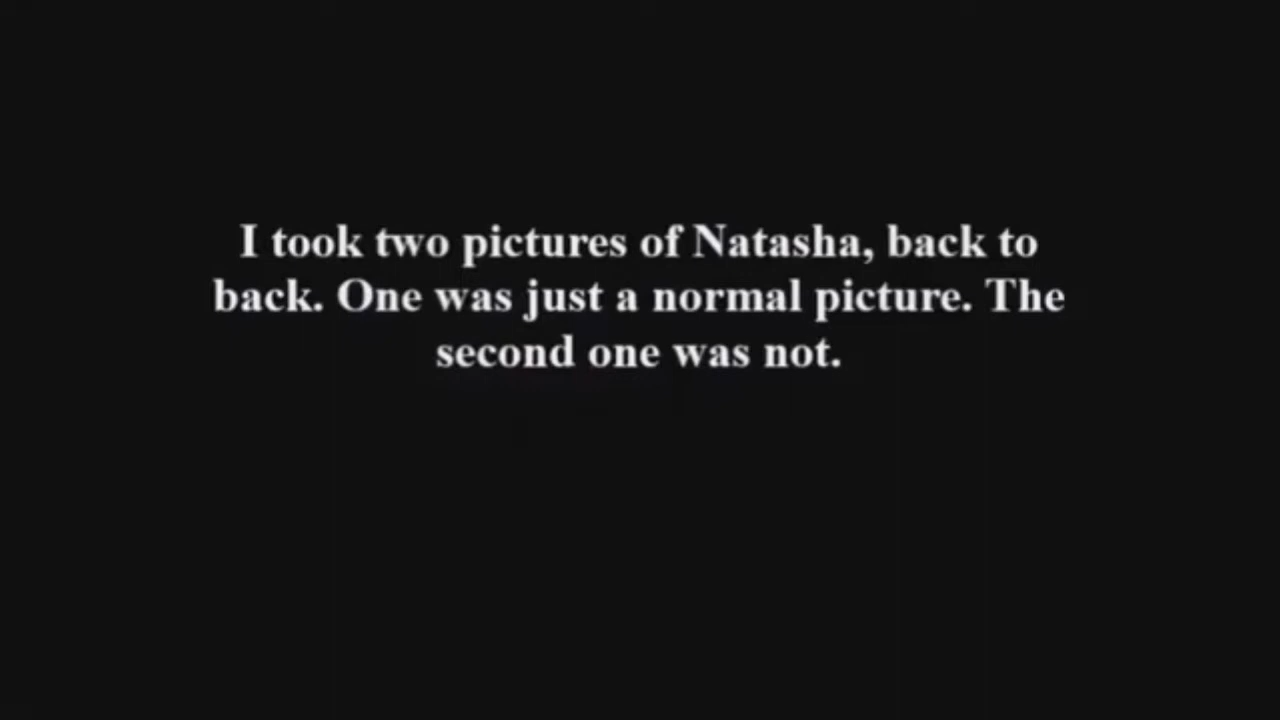 I took two pictures of Natasha, back to
back. One was just a normal picture. The
second one was not.